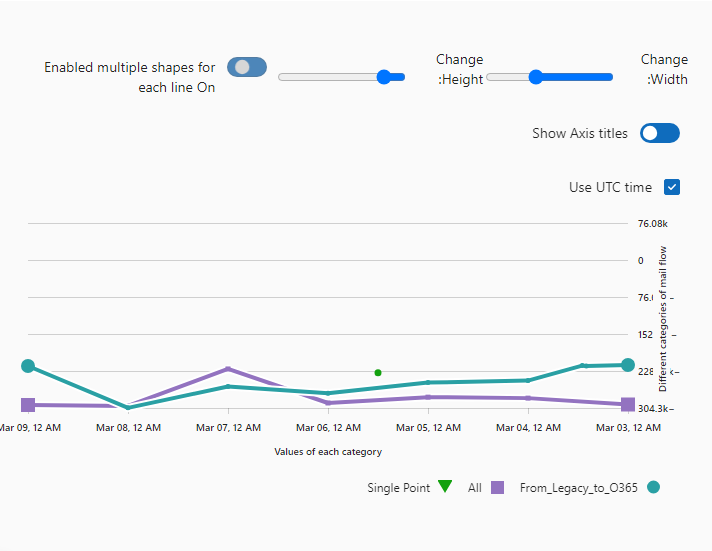 Enabled multiple shapes for
each line On
Change
:Height
Change
:Width
Show Axis titles
Use UTC time
76.08k
0
76.0
152
228 k–
304.3k–
Different categories of mail flow
Mar 09, 12 AM Mar 08, 12 AM Mar 07, 12 AM Mar 06, 12 AM Mar 05, 12 AM Mar 04, 12 AM Mar 03, 12 AM
Values of each category
Single Point All From_Legacy_to_O365